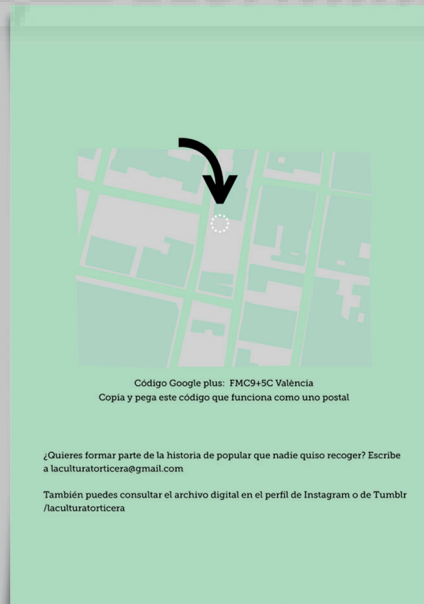 Código Google plus: FMC9+5C València
Copia y pega este código que funciona como uno postal
¿Quieres formar parte de la historia de popular que nadie quiso recoger? Escribe
a laculturatorticera@gmail.com
También puedes consultar el archivo digital en el perfil de Instagram o de Tumblr
/laculturatorticera